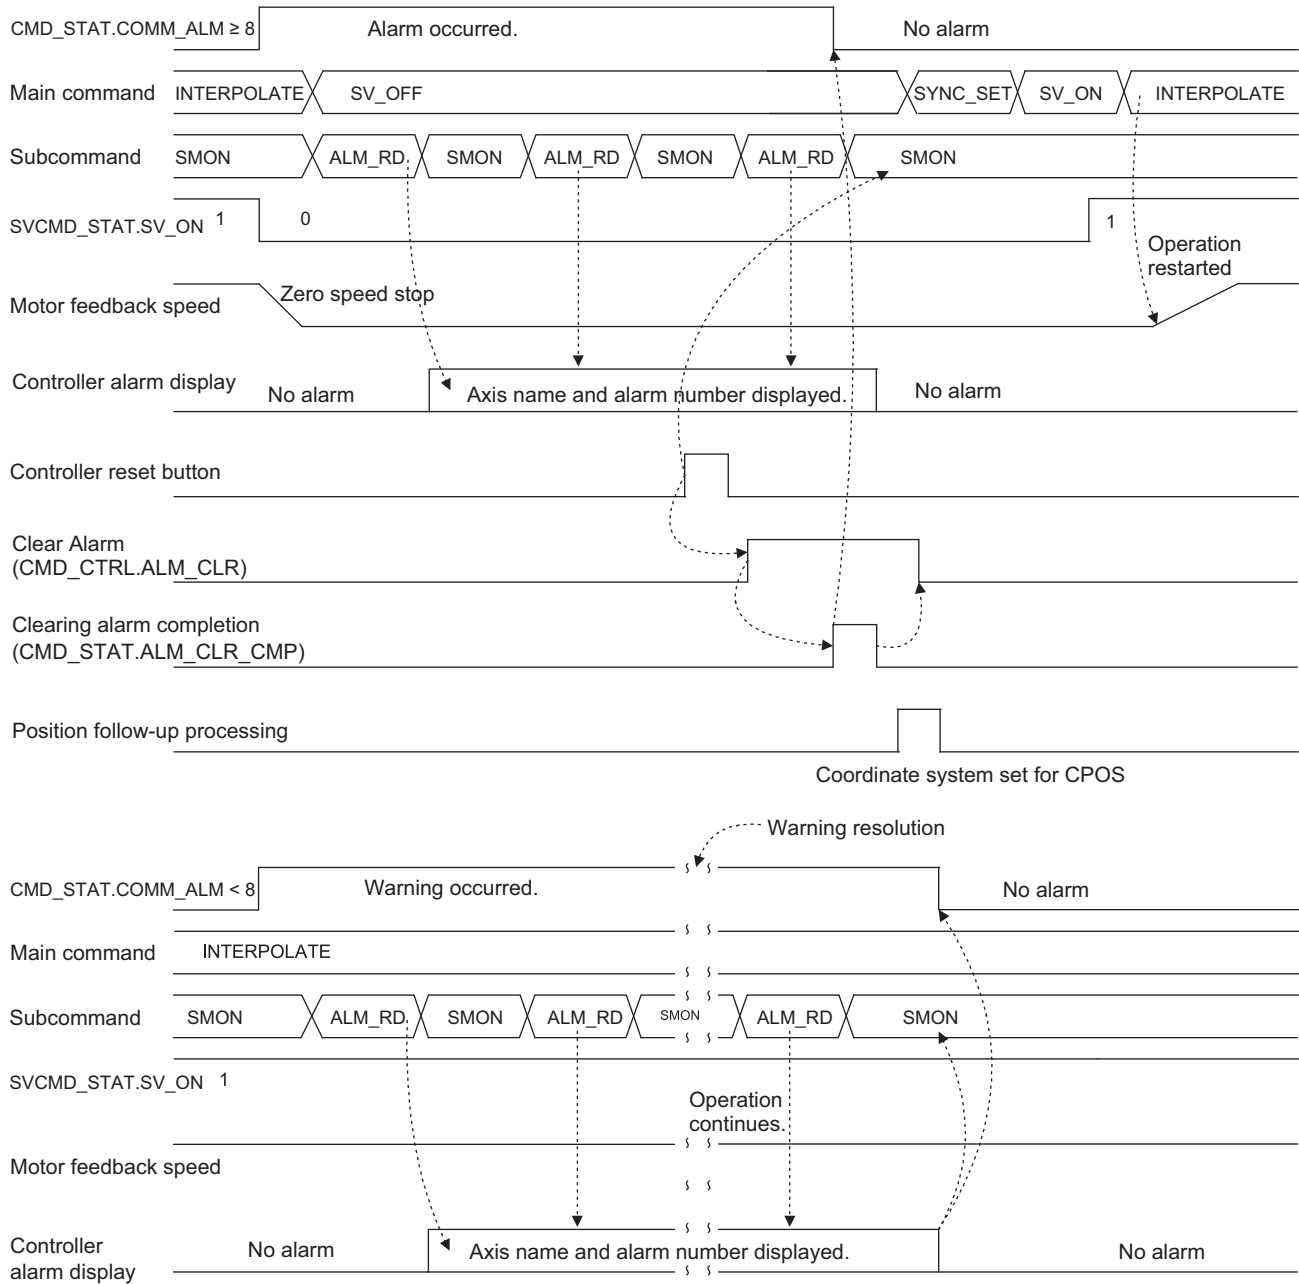 CMD_STAT.COMM_ALM ≥ 8 Alarm occurred. No alarm
Main command INTERPOLATE SV_OFF SYNC_SET SV_ON INTERPOLATE
Subcommand SMON ALM_RD SMON ALM_RD SMON ALM_RD SMON
SVCMD_STAT.SV_ON 1 0 1
Operation
restarted
Motor feedback speed Zero speed stop
Controller alarm display No alarm Axis name and alarm number displayed. No alarm
Controller reset button
Clear Alarm
(CMD_CTRL.ALM_CLR)
Clearing alarm completion
(CMD_STAT.ALM_CLR_CMP)
Position follow-up processing
Coordinate system set for CPOS
Warning resolution
CMD_STAT.COMM_ALM < 8 Warning occurred. No alarm
Main command INTERPOLATE
Subcommand SMON ALM_RD SMON ALM_RD SMON ALM_RD SMON
SVCMD_STAT.SV_ON 1
Operation
continues.
Motor feedback speed
Controller
alarm display No alarm Axis name and alarm number displayed. No alarm